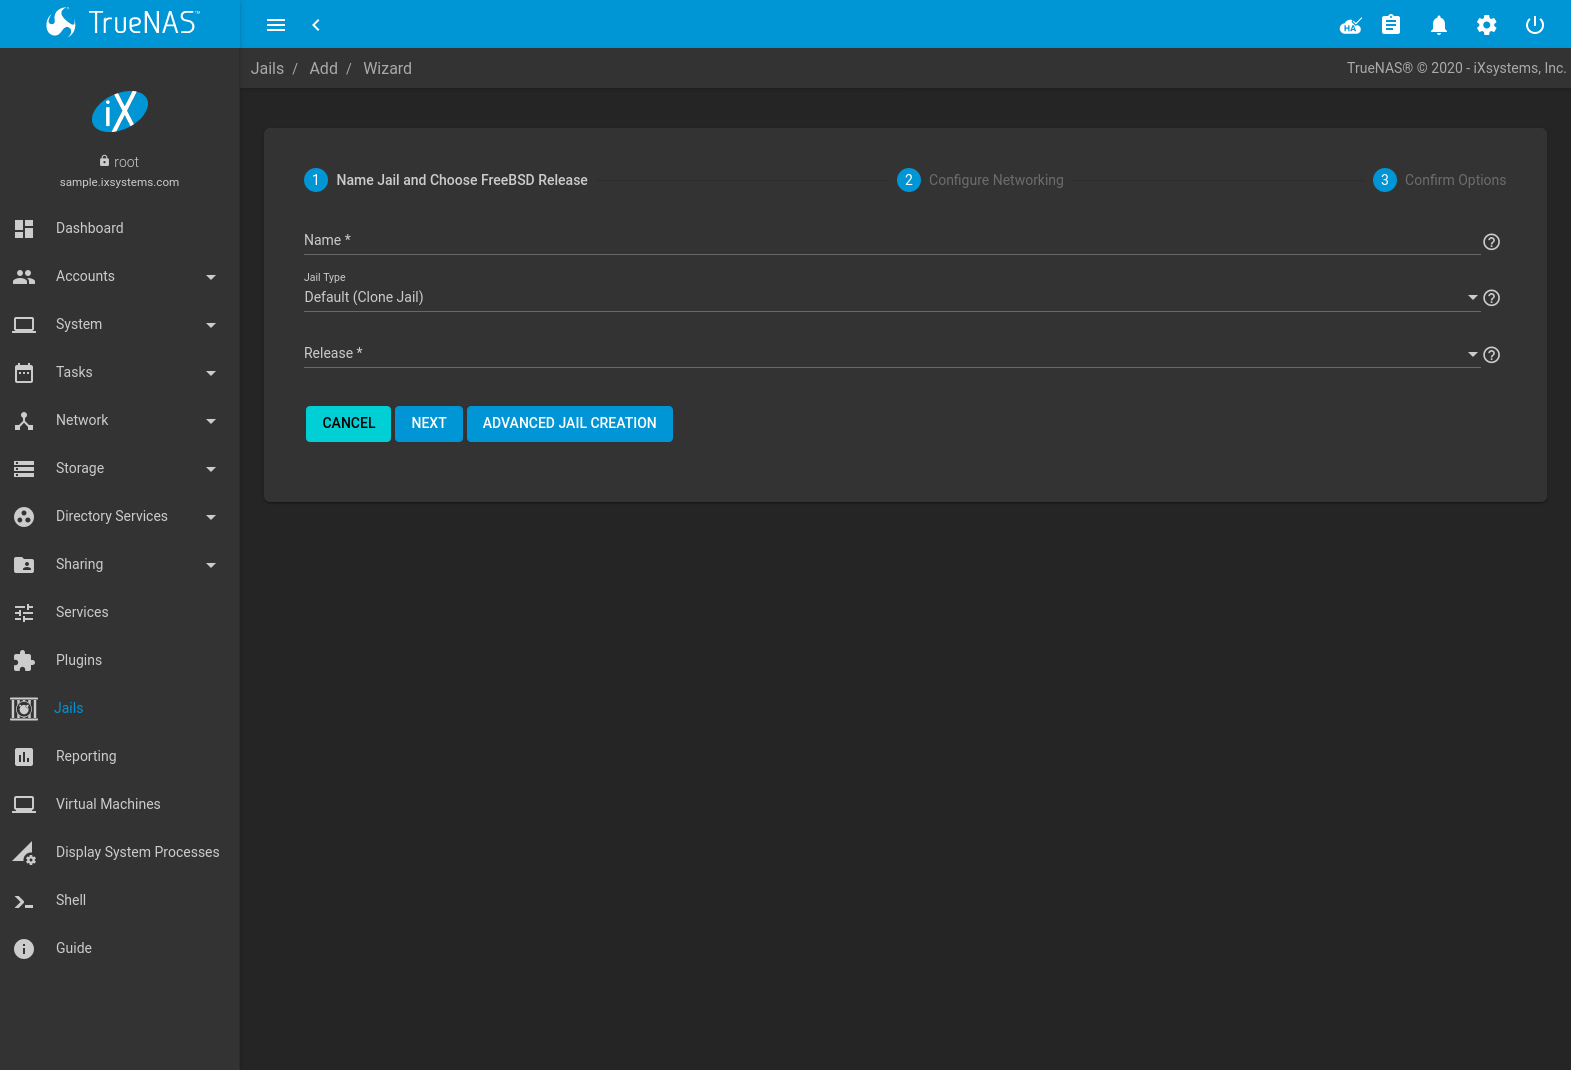 TrueNAS™
Jails / Add / Wizard
TrueNAS® © 2020 - iXsystems, Inc.
iX
root
sample.ixsystems.com
Dashboard
Accounts
System
Tasks
Network
Storage
Directory Services
Sharing
Services
Plugins
Jails
Reporting
Virtual Machines
Display System Processes
Shell
Guide
HA
1 Name Jail and Choose FreeBSD Release
2 Configure Networking
3 Confirm Options
Name *
Jail Type
Default (Clone Jail)
Release *
CANCEL NEXT ADVANCED JAIL CREATION